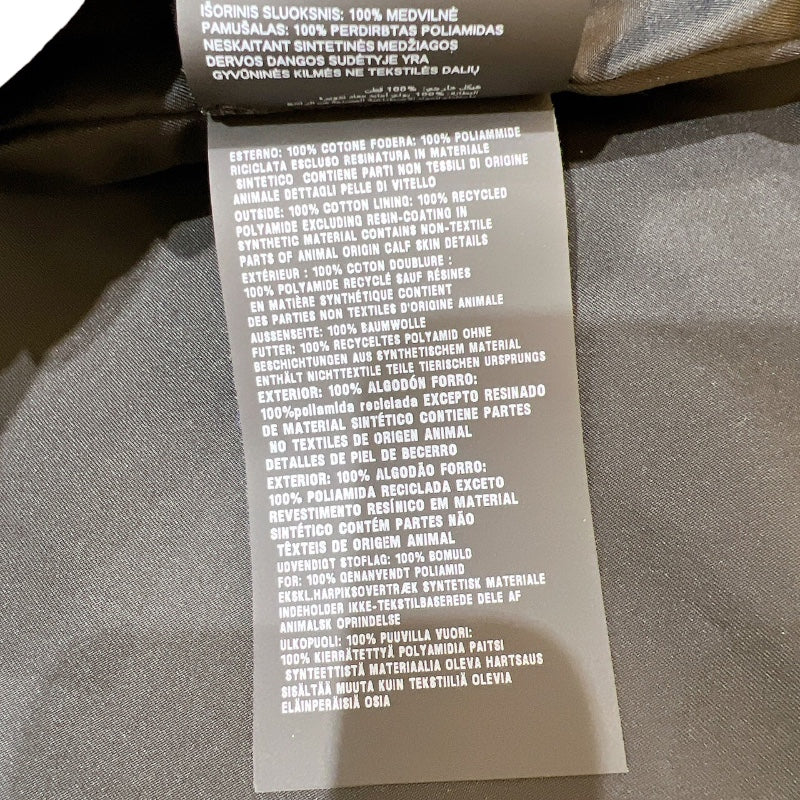 IŠORINIS SLUOKSNIS: 100% MEDVILNĖ
PAMUŠALAS: 100% PERDIRBTAS POLIAMIDAS
NESKAITANT SINTETINĖS MEDŽIAGOS
DERVOS DANGOS SUDĖTYJE YRA
GYVŪNINĖS KILMĖS NE TEKSTILĖS DALIŲ
هيكل خارجي: 100% قطن
ESTERNO: 100% COTONE FODERA: 100% POLIAMMIDE
RICICLATA ESCLUSO RESINATURA IN MATERIALE
SINTETICO CONTIENE PARTI NON TESSILI DI ORIGINE
ANIMALE DETTAGLI PELLE DI VITELLO
OUTSIDE: 100% COTTON LINING: 100% RECYCLED
POLYAMIDE EXCLUDING RESIN-COATING IN
SYNTHETIC MATERIAL CONTAINS NON-TEXTILE
PARTS OF ANIMAL ORIGIN CALF SKIN DETAILS
EXTÉRIEUR : 100% COTON DOUBLURE :
100% POLYAMIDE RECYCLÉ SAUF RÉSINES
EN MATIÈRE SYNTHÉTIQUE CONTIENT
DES PARTIES NON TEXTILES D'ORIGINE ANIMALE
AUSSENSEITE: 100% BAUMWOLLE
FUTTER: 100% RECYCELTES POLYAMID OHNE
BESCHICHTUNGEN AUS SYNTHETISCHEM MATERIAL
ENTHÄLT NICHTTEXTILE TEILE TIERISCHEN URSPRUNGS
EXTERIOR: 100% ALGODÓN FORRO:
100%poliamida reciclada EXCEPTO RESINADO
DE MATERIAL SINTÉTICO CONTIENE PARTES
NO TEXTILES DE ORIGEN ANIMAL
DETALLES DE PIEL DE BECERRO
EXTERIOR: 100% ALGODÃO FORRO:
100% POLIAMIDA RECICLADA EXCETO
REVESTIMENTO RESÍNICO EM MATERIAL
SINTÉTICO CONTÉM PARTES NÃO
TÊXTEIS DE ORIGEM ANIMAL
UDVENDIGT STOFLAG: 100% BOMULD
FOR: 100% GENANVENDT POLIAMID
EKSKL.HARPIKSOVERTRÆK SYNTETISK MATERIALE
INDEHOLDER IKKE-TEKSTILBASEREDE DELE AF
ANIMALSK OPRINDELSE
ULKOPUOLI: 100% PUUVILLA VUORI:
100% KIERRÄTETTYÄ POLYAMIDIA PAITSI
SYNTEETTISTÄ MATERIAALIA OLEVA HARTSAUS
SISÄLTÄÄ MUUTA KUIN TEKSTIILIÄ OLEVIA
ELÄINPERÄISIÄ OSIA